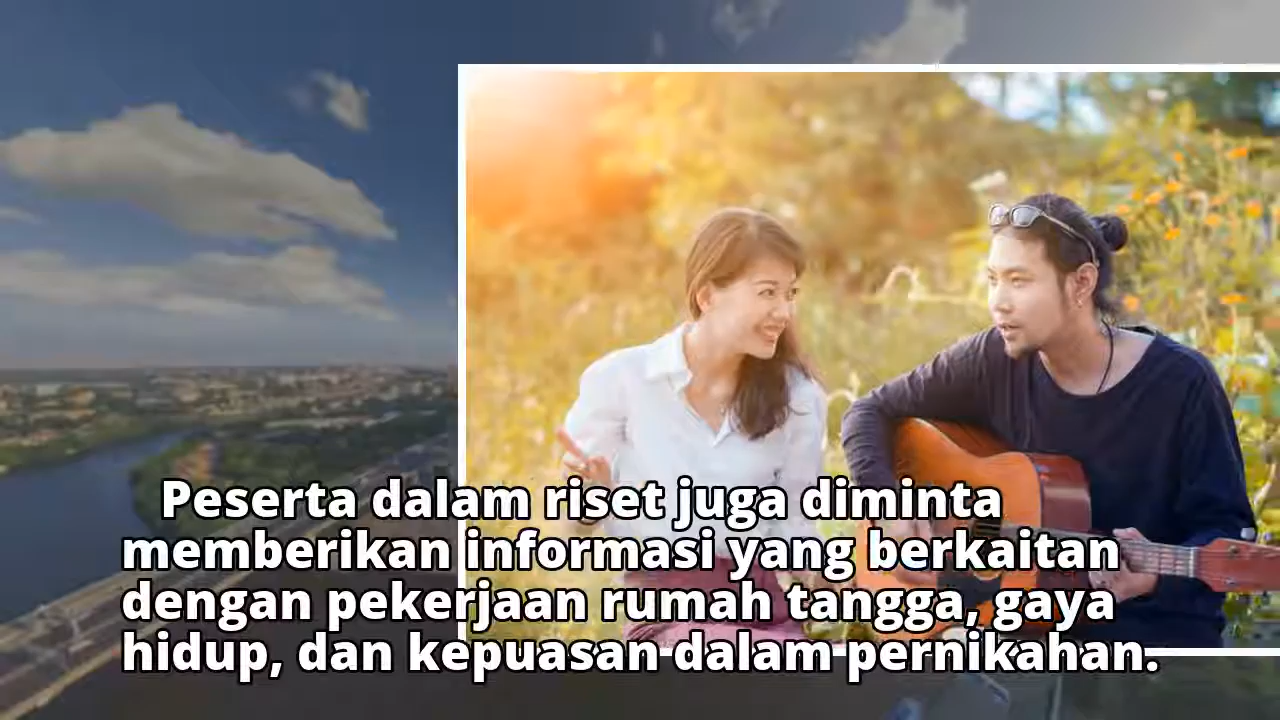 Peserta dalam riset juga diminta
memberikan informasi yang berkaitan
dengan pekerjaan rumah tangga, gaya
hidup, dan kepuasan dalam pernikahan.